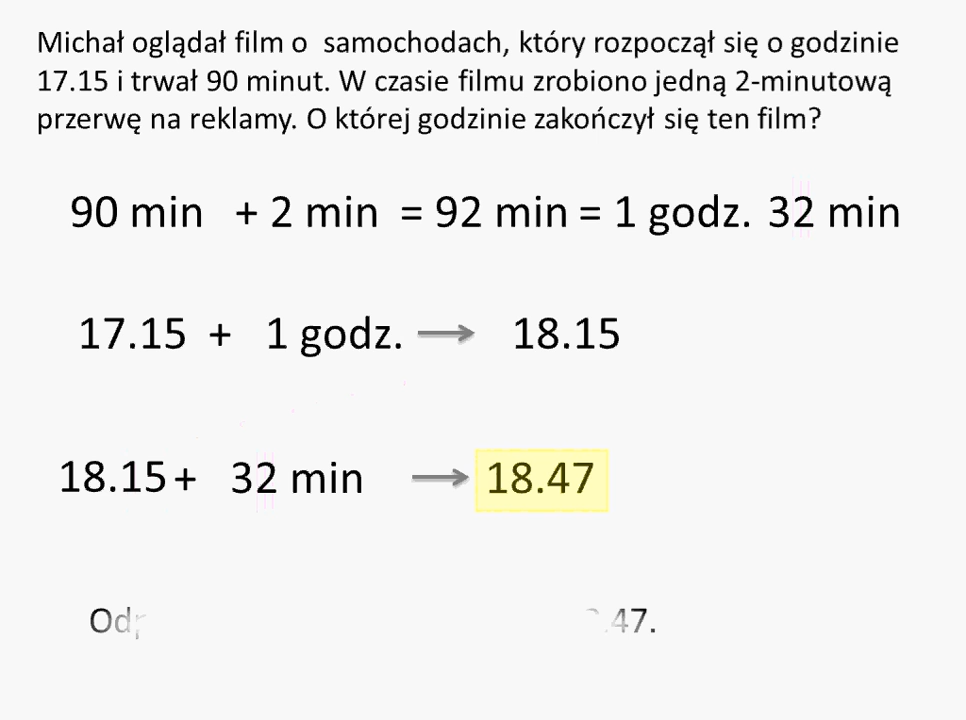 Michał oglądał film o samochodach, który rozpoczął się o godzinie
17.15 i trwał 90 minut. W czasie filmu zrobiono jedną 2-minutową
przerwę na reklamy. O której godzinie zakończył się ten film?
90 min + 2 min = 92 min = 1 godz. 32 min
17.15 + 1 godz. → 18.15
18.15 + 32 min → 18.47
47.